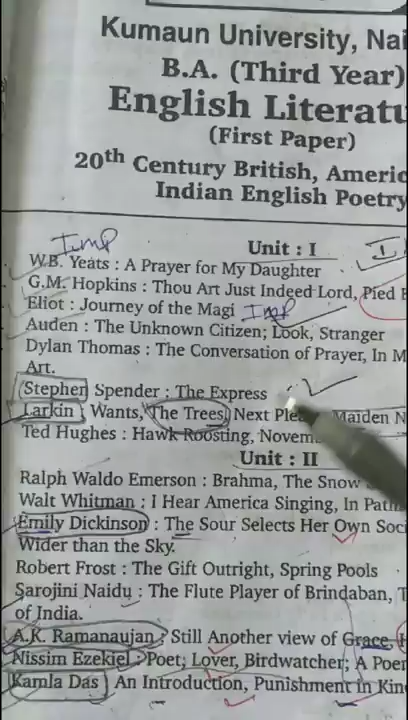 Kumaun University, Nai
B.A. (Third Year)
English Literatu
(First Paper)
20th Century British, Americ
Indian English Poetry
Imp
Unit : I
I
W.B. Yeats : A Prayer for My Daughter
G.M. Hopkins : Thou Art Just Indeed Lord, Pied B
Eliot : Journey of the Magi Imp
Auden : The Unknown Citizen; Look, Stranger
Dylan Thomas : The Conversation of Prayer, In M
Art.
Stephen Spender : The Express
Larkin : Wants, The Trees, Next Plea Maiden N
Ted Hughes : Hawk Roosting, Novem
Unit : II
Ralph Waldo Emerson : Brahma, The Snow
Walt Whitman : I Hear America Singing, In Path
Emily Dickinson : The Sour Selects Her Own Soci
Wider than the Sky.
Robert Frost : The Gift Outright, Spring Pools
Sarojini Naidu : The Flute Player of Brindaban, T
of India.
A.K. Ramanaujan : Still Another view of Grace, H
Nissim Ezekiel : Poet, Lover, Birdwatcher; A Poe
Kamla Das : An Introduction, Punishment in Kin